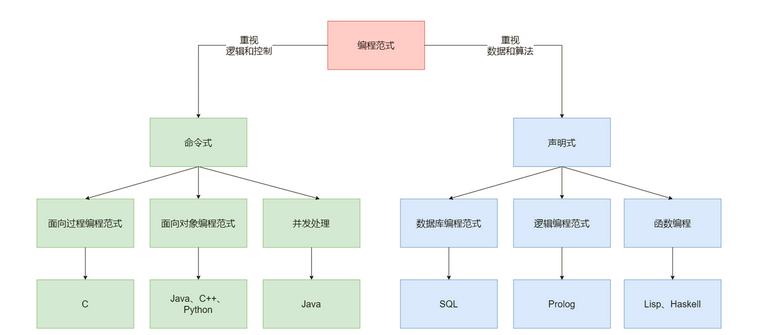 编程范式
重视
逻辑和控制
重视
数据和算法
命令式
声明式
面向过程编程范式
面向对象编程范式
并发处理
数据库编程范式
逻辑编程范式
函数编程
C
Java、C++、
Python
Java
SQL
Prolog
Lisp、Haskell